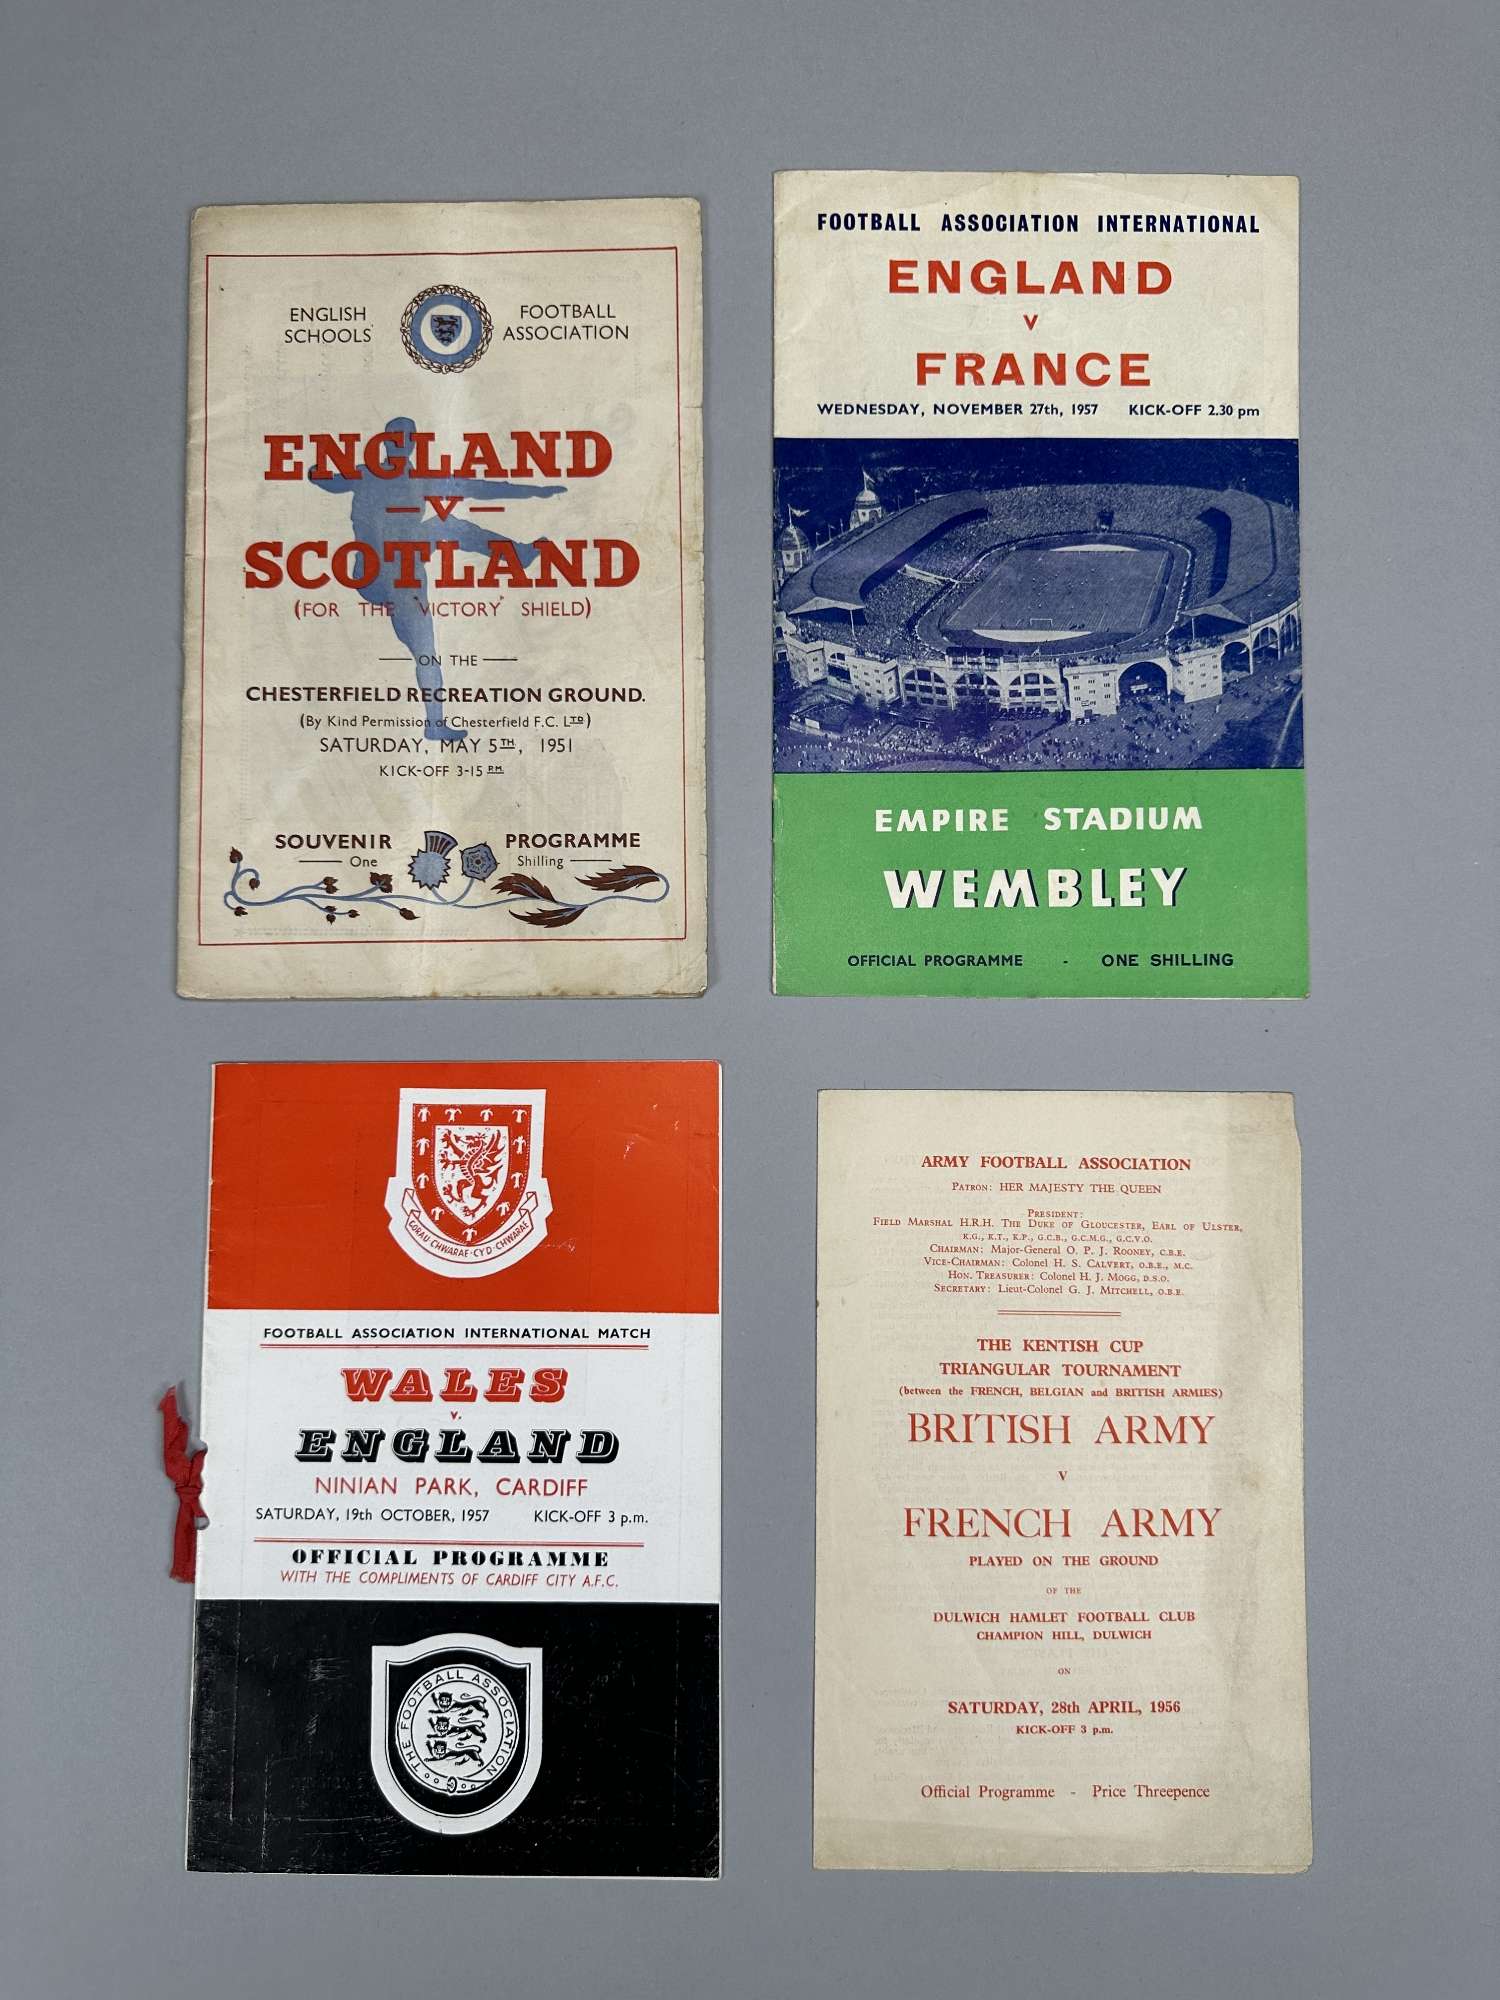 ENGLISH FOOTBALL
SCHOOLS' ASSOCIATION
ENGLAND
— V —
SCOTLAND
(FOR THE "VICTORY" SHIELD)
— ON THE —
CHESTERFIELD RECREATION GROUND.
(By Kind Permission of Chesterfield F.C. LTD)
SATURDAY, MAY 5TH, 1951
KICK-OFF 3-15 P.M.
SOUVENIR PROGRAMME
— One Shilling —
FOOTBALL ASSOCIATION INTERNATIONAL
ENGLAND
v
FRANCE
WEDNESDAY, NOVEMBER 27th, 1957 KICK-OFF 2.30 pm
EMPIRE STADIUM
WEMBLEY
OFFICIAL PROGRAMME - ONE SHILLING
GORAU·CHWARAE·CYD·CHWARAE
FOOTBALL ASSOCIATION INTERNATIONAL MATCH
WALES
v.
ENGLAND
NINIAN PARK, CARDIFF
SATURDAY, 19th OCTOBER, 1957 KICK-OFF 3 p.m.
OFFICIAL PROGRAMME
WITH THE COMPLIMENTS OF CARDIFF CITY A.F.C.
THE FOOTBALL ASSOCIATION
ARMY FOOTBALL ASSOCIATION
PATRON: HER MAJESTY THE QUEEN
PRESIDENT:
FIELD MARSHAL H.R.H. THE DUKE OF GLOUCESTER, EARL OF ULSTER,
K.G., K.T., K.P., G.C.B., G.C.M.G., G.C.V.O.
CHAIRMAN: Major-General O. P. J. ROONEY, C.B.E.
VICE-CHAIRMAN: Colonel H. S. CALVERT, O.B.E., M.C.
HON. TREASURER: Colonel H. J. MOGG, D.S.O.
SECRETARY: Lieut-Colonel G. J. MITCHELL, O.B.E.
THE KENTISH CUP
TRIANGULAR TOURNAMENT
(between the FRENCH, BELGIAN and BRITISH ARMIES)
BRITISH ARMY
V
FRENCH ARMY
PLAYED ON THE GROUND
OF THE
DULWICH HAMLET FOOTBALL CLUB
CHAMPION HILL, DULWICH
ON
SATURDAY, 28th APRIL, 1956
KICK-OFF 3 p.m.
Official Programme - Price Threepence